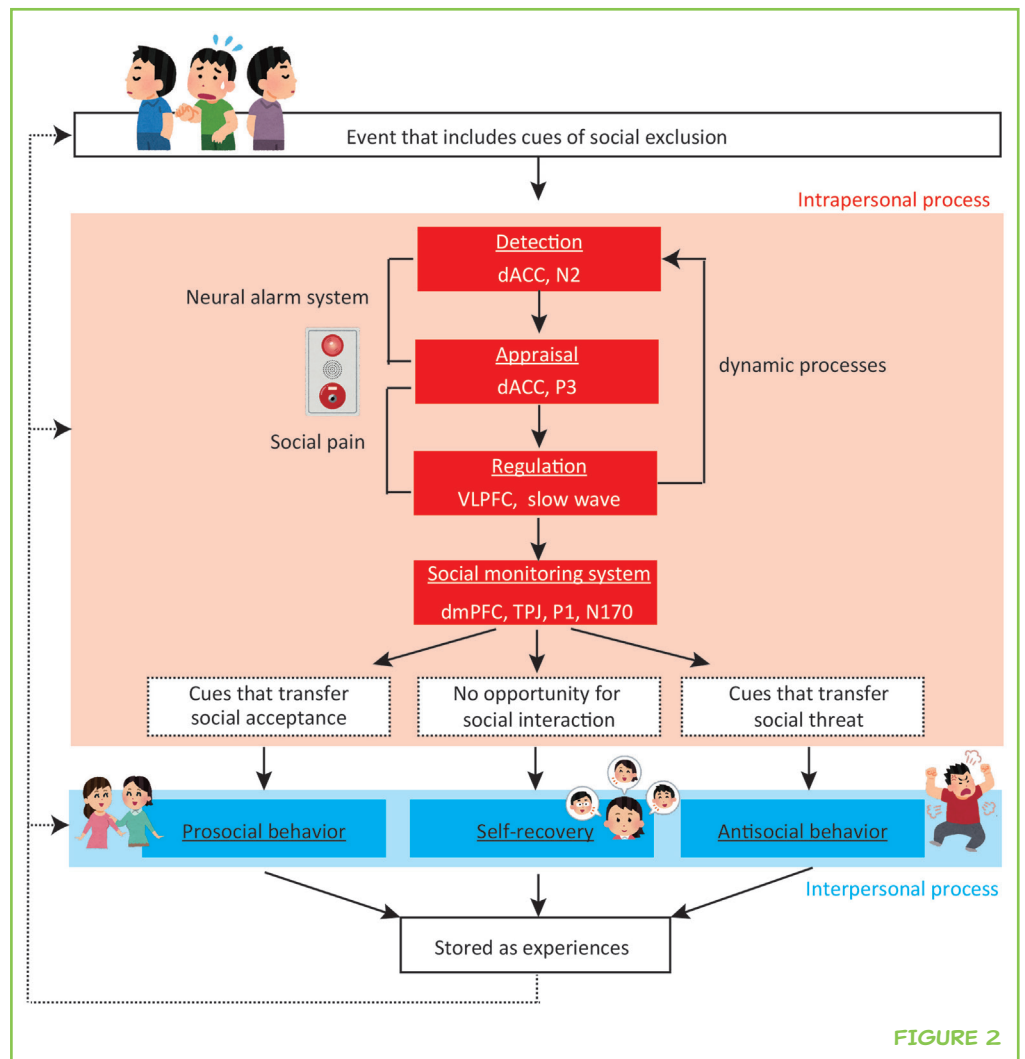 Event that includes cues of social exclusion
Intrapersonal process
Detection
dACC, N2
Neural alarm system
Appraisal
dACC, P3
dynamic processes
Social pain
Regulation
VLPFC, slow wave
Social monitoring system
dmPFC, TPJ, P1, N170
Cues that transfer
social acceptance
No opportunity for
social interaction
Cues that transfer
social threat
Prosocial behavior
Self-recovery
Antisocial behavior
Interpersonal process
Stored as experiences
FIGURE 2